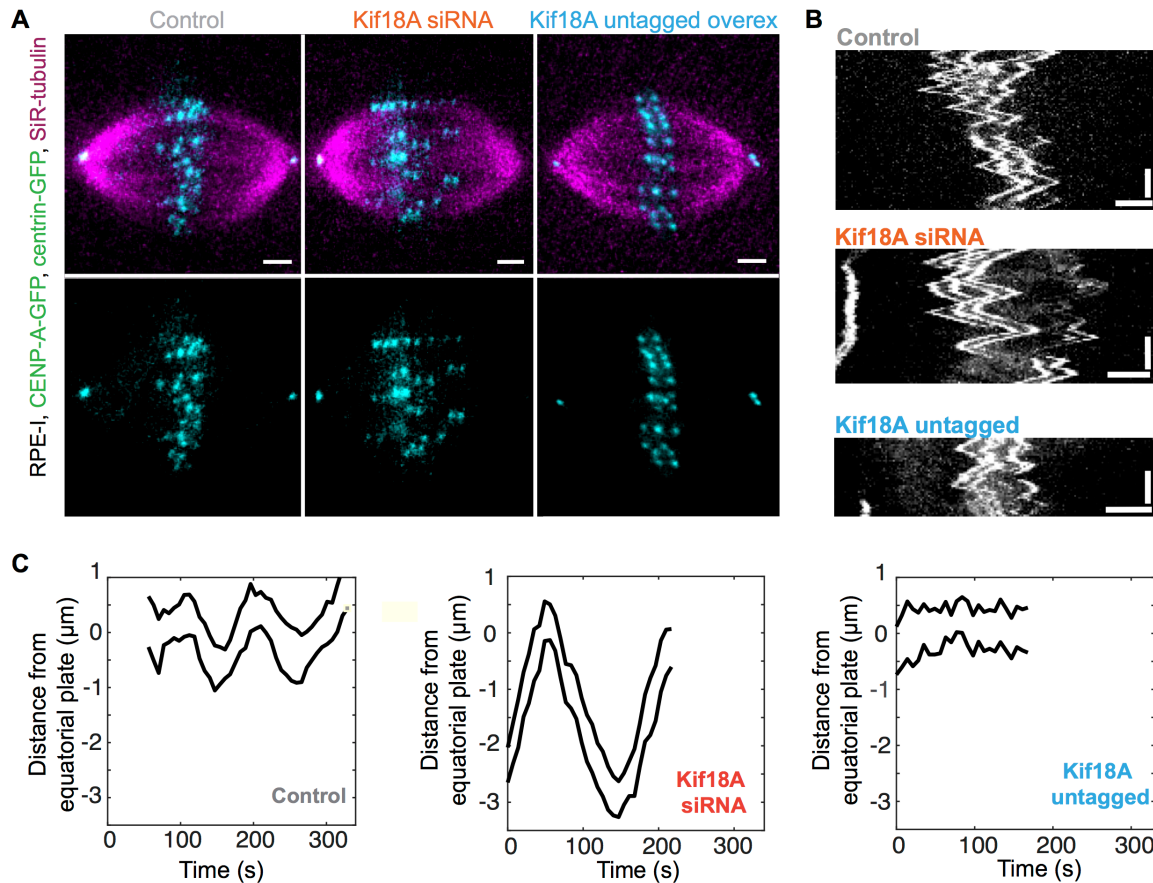 A
Control
Kif18A siRNA
Kif18A untagged overex
RPE-I, CENP-A-GFP, centrin-GFP, SiR-tubulin
B
Control
Kif18A siRNA
Kif18A untagged
C
Distance from
equatorial plate (µm)
1
0
-1
-2
-3
0
100
200
300
Time (s)
Control
Distance from
equatorial plate (µm)
1
0
-1
-2
-3
0
100
200
300
Time (s)
Kif18A
siRNA
Distance from
equatorial plate (µm)
1
0
-1
-2
-3
0
100
200
300
Time (s)
Kif18A
untagged